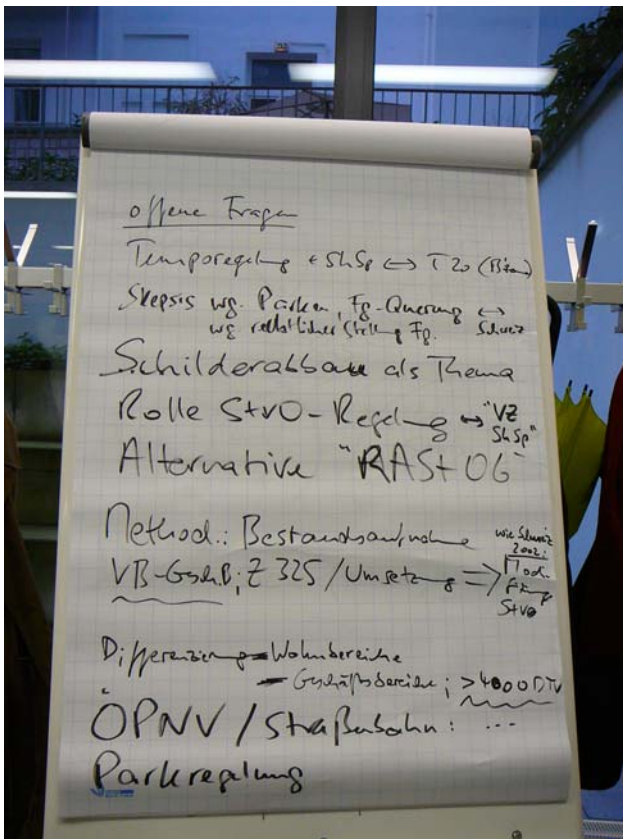 offene Fragen
Temporegelung + ShSp ↔ T 20
Skepsis wg. Parken, Fg-Querung ↔ Schweiz
wg rechtlicher Stellung Fg.
Schilderabbau als Thema
Rolle StVO-Regelung ↔ "VZ ShSp"
Alternative "RASt 06"
Method.: Bestandsaufnahme
VB-GschB; Z 325 / Umsetzung ⇒
wie Schweiz
2002:
Mod.
StVO
Differenzierung - Wohnbereiche
- Geschäftsbereiche; >4000 DTV
ÖPNV / Straßenbahn: ...
Parkregelung